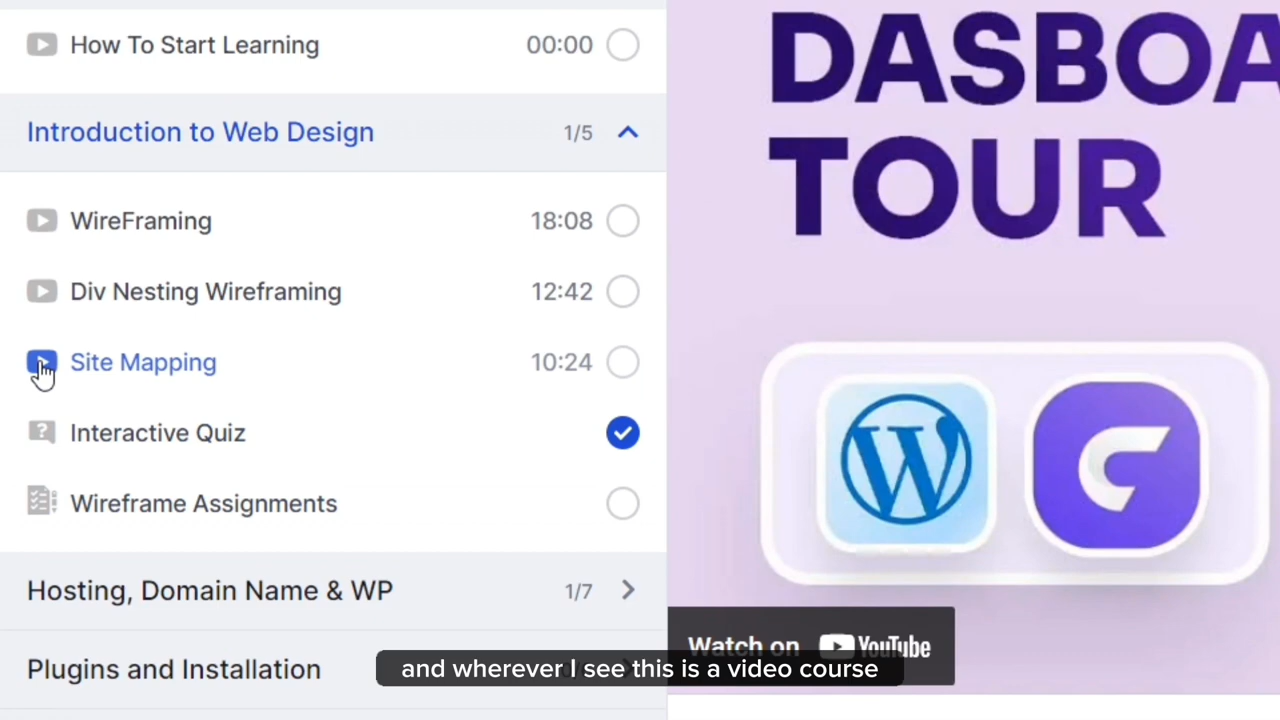 How To Start Learning 00:00
Introduction to Web Design 1/5
WireFraming 18:08
Div Nesting Wireframing 12:42
Site Mapping 10:24
Interactive Quiz
Wireframe Assignments
Hosting, Domain Name & WP 1/7
Plugins and Installation
DASBOA
TOUR
Watch on YouTube
and wherever I see this is a video course